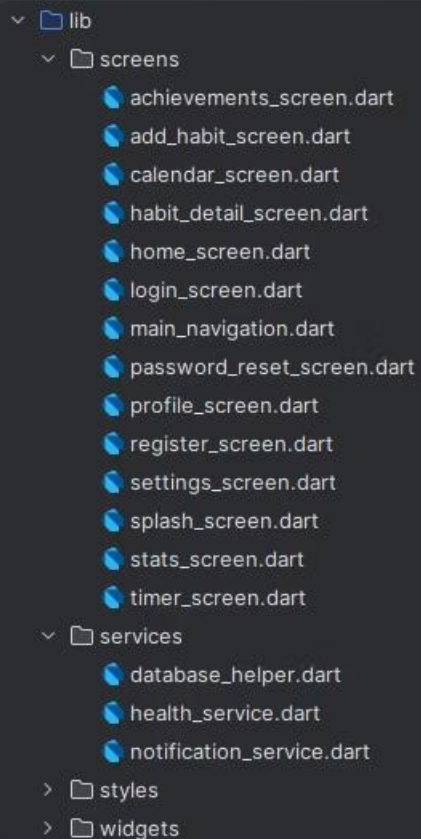 lib
screens
achievements_screen.dart
add_habit_screen.dart
calendar_screen.dart
habit_detail_screen.dart
home_screen.dart
login_screen.dart
main_navigation.dart
password_reset_screen.dart
profile_screen.dart
register_screen.dart
settings_screen.dart
splash_screen.dart
stats_screen.dart
timer_screen.dart
services
database_helper.dart
health_service.dart
notification_service.dart
styles
widgets